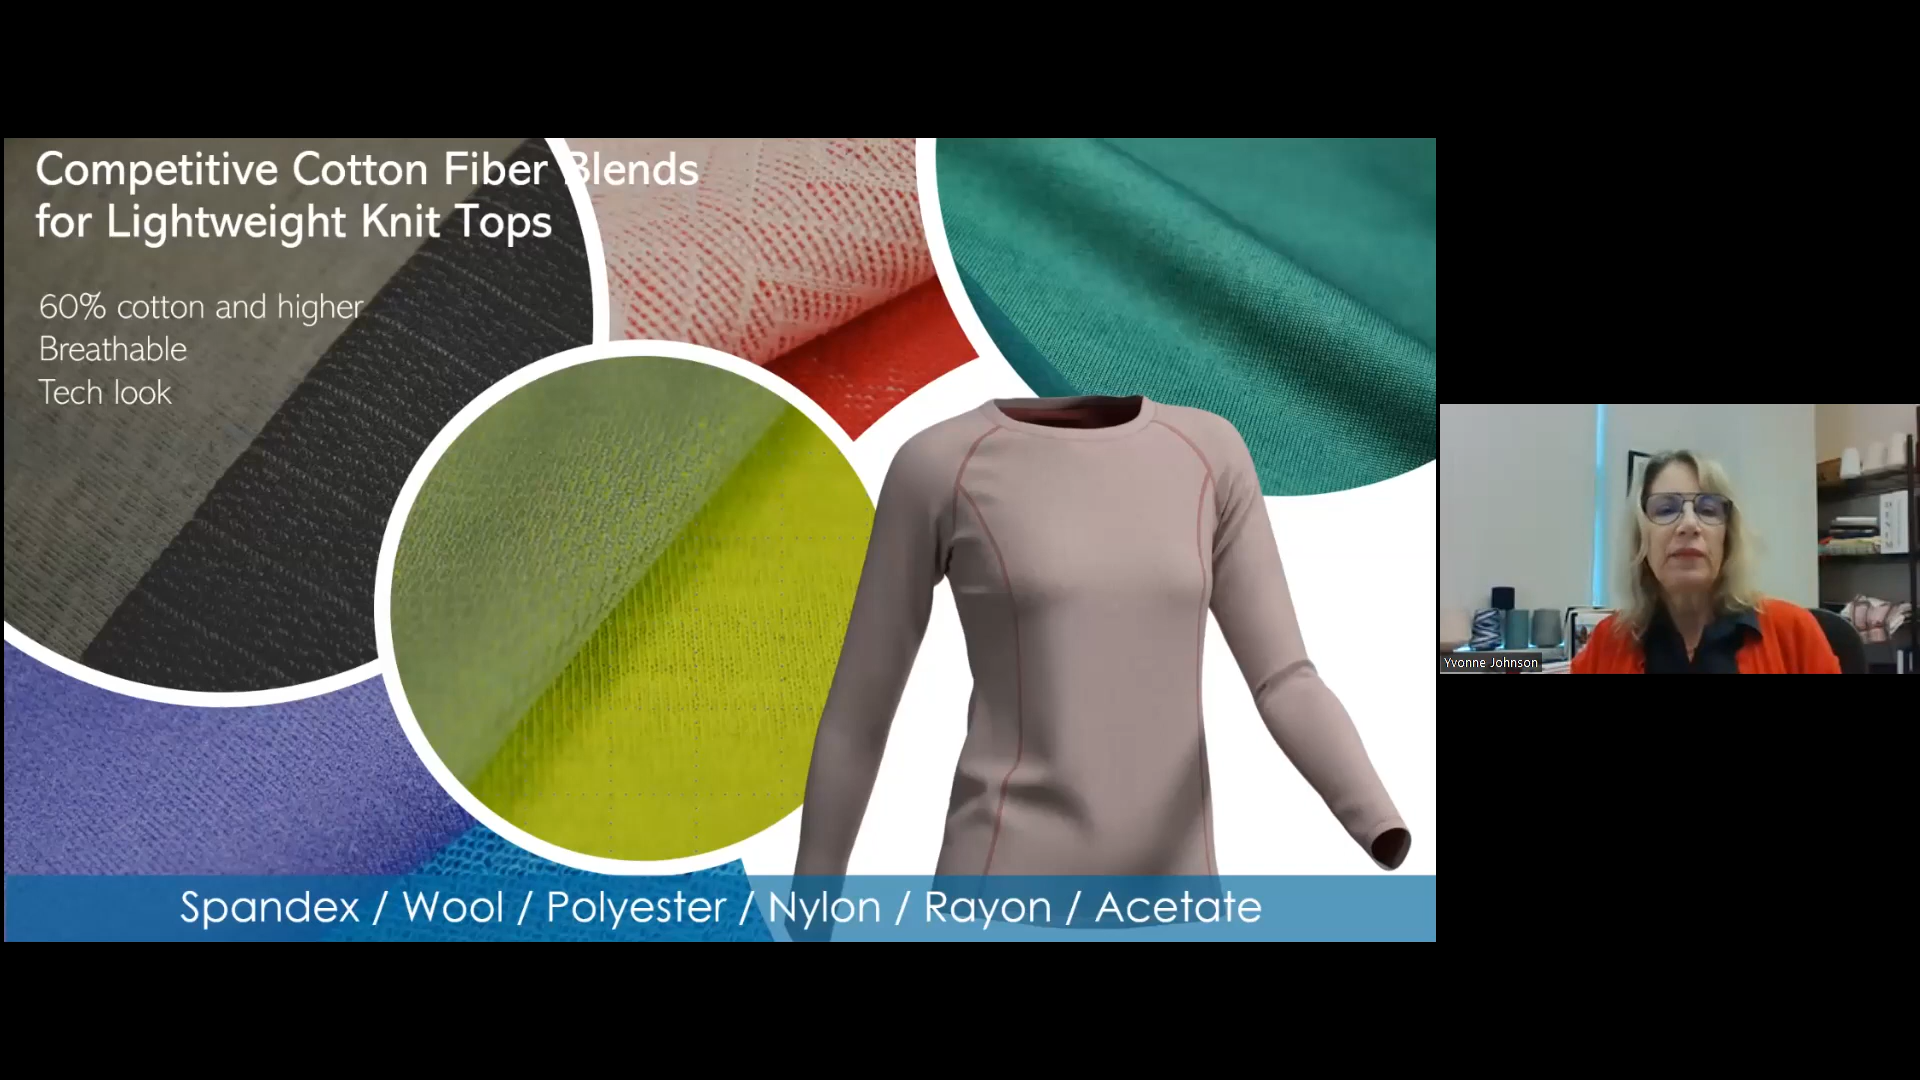 Competitive Cotton Fiber Blends
for Lightweight Knit Tops
60% cotton and higher
Breathable
Tech look
Spandex / Wool / Polyester / Nylon / Rayon / Acetate
DENIM
Yvonne Johnson